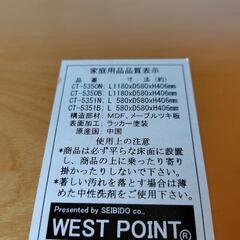 家庭用品品質表示
品番 寸法(約)
CT-5350N: L1180xD580xH406mm
CT-5350B: L1180xD580xH406mm
CT-5351N: L 580xD580xH406mm
CT-5351B: L 580xD580xH406mm
構造部材: MDF、メープルツキ板
表面加工: ラッカー塗装
原産国: 中国
使用上の注意
*商品は必ず平らな床面に設置し、商品の上に乗ったり寄り掛かったりしないで下さい。
*著しい汚れを落とす場合は薄めた中性洗剤をご使用下さい。
Presented by SEIBIDO co.,
WEST POINT®